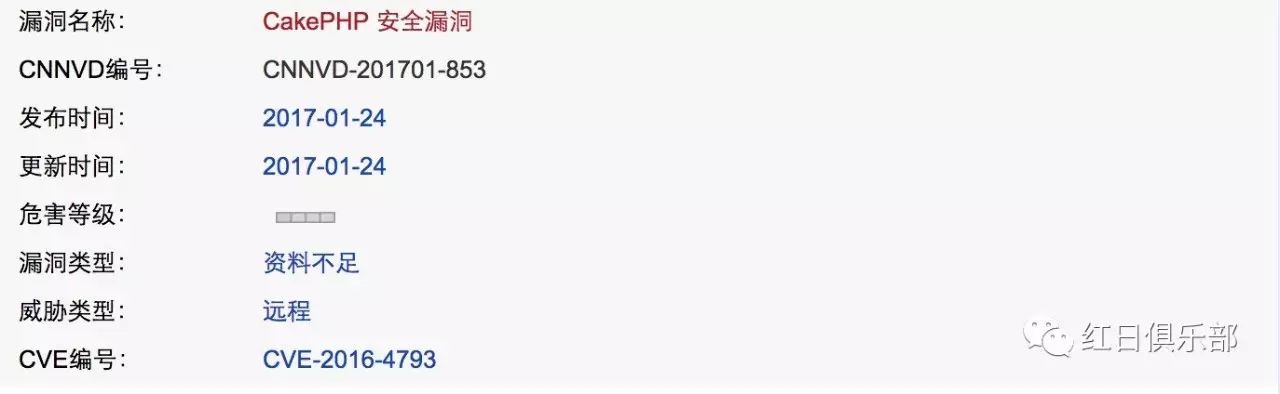 漏洞名称： CakePHP 安全漏洞
CNNVD编号： CNNVD-201701-853
发布时间： 2017-01-24
更新时间： 2017-01-24
危害等级：
漏洞类型： 资料不足
威胁类型： 远程
CVE编号： CVE-2016-4793
红日俱乐部